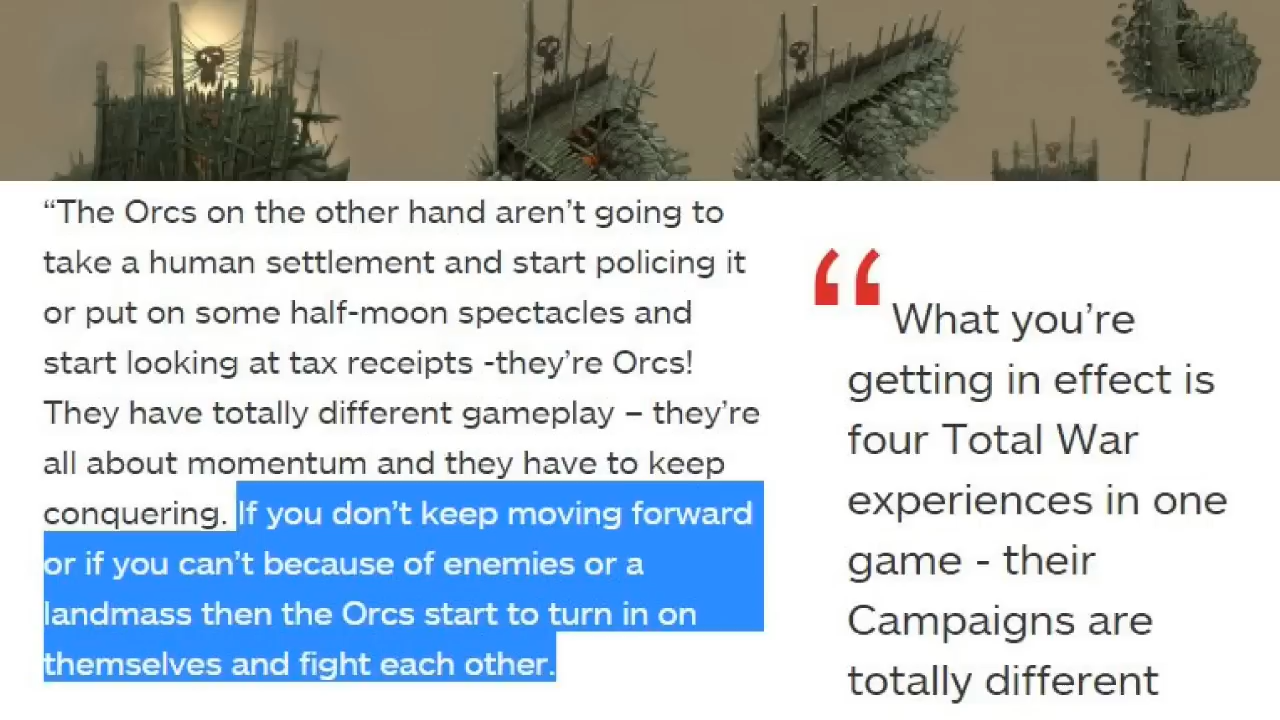 “The Orcs on the other hand aren’t going to
take a human settlement and start policing it
or put on some half-moon spectacles and
start looking at tax receipts -they’re Orcs!
They have totally different gameplay – they’re
all about momentum and they have to keep
conquering. If you don’t keep moving forward
or if you can’t because of enemies or a
landmass then the Orcs start to turn in on
themselves and fight each other.
“ What you’re
getting in effect is
four Total War
experiences in one
game - their
Campaigns are
totally different